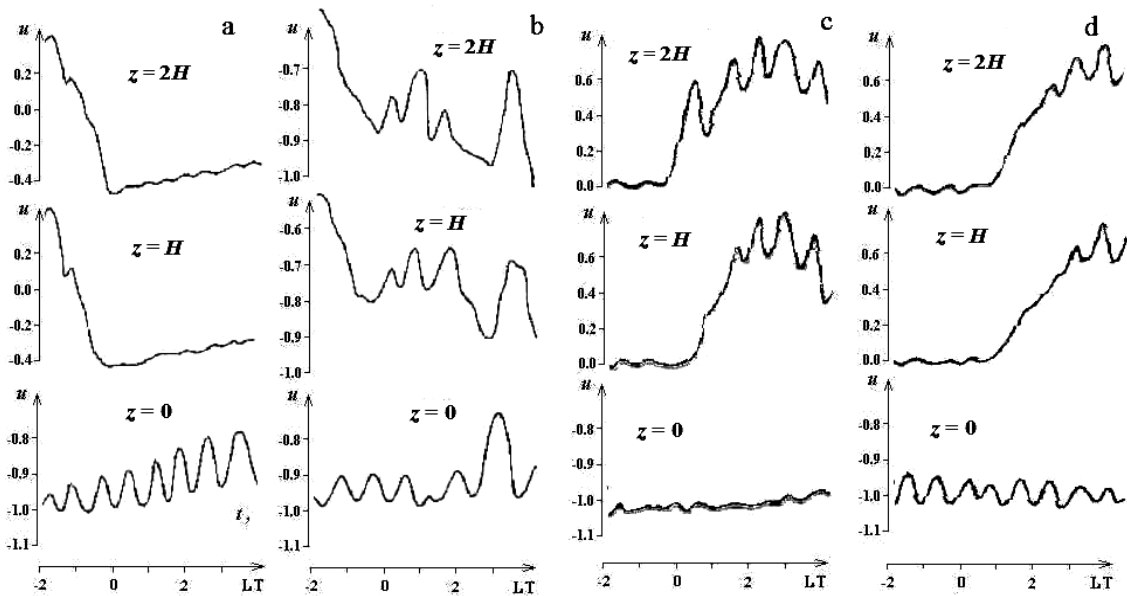 u a u b u c u d
z = 2H z = 2H z = 2H z = 2H
0.2 0.0 -0.2 -0.4
-0.7 -0.8 -0.9 -1.0
0.6 0.4 0.2 0.0
0.6 0.4 0.2 0.0
u u u u
z = H z = H z = H z = H
0.2 0.0 -0.2 -0.4
-0.6 -0.7 -0.8 -0.9 -1.0
0.6 0.4 0.2 0.0
0.6 0.4 0.2 0.0
u u u u
z = 0 z = 0 z = 0 z = 0
-0.8 -0.9 -1.0 -1.1
-0.8 -0.9 -1.0 -1.1
-0.8 -0.9 -1.0 -1.1
-0.8 -0.9 -1.0 -1.1
t,
-2 0 2 LT
-2 0 2 LT
-2 0 2 LT
-2 0 2 LT